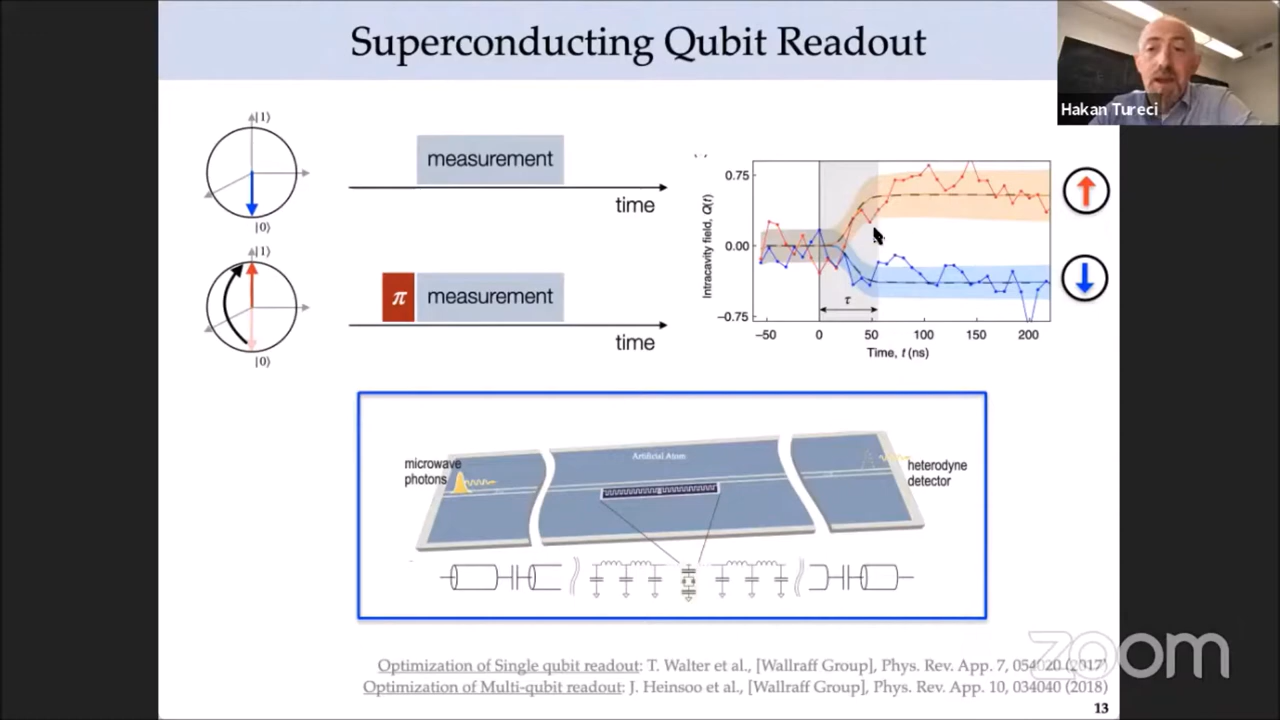 Superconducting Qubit Readout
Hakan Tureci
|1⟩
|0⟩
measurement
time
|1⟩
|0⟩
π
measurement
time
Intracavity field, Q(t)
0.75
0.00
−0.75
τ
−50
0
50
100
150
200
Time, t (ns)
microwave
photons
Artificial Atom
heterodyne
detector
Optimization of Single qubit readout: T. Walter et al., [Wallraff Group], Phys. Rev. App. 7, 054020 (2017)
Optimization of Multi-qubit readout: J. Heinsoo et al., [Wallraff Group], Phys. Rev. App. 10, 034040 (2018)
zoom
13